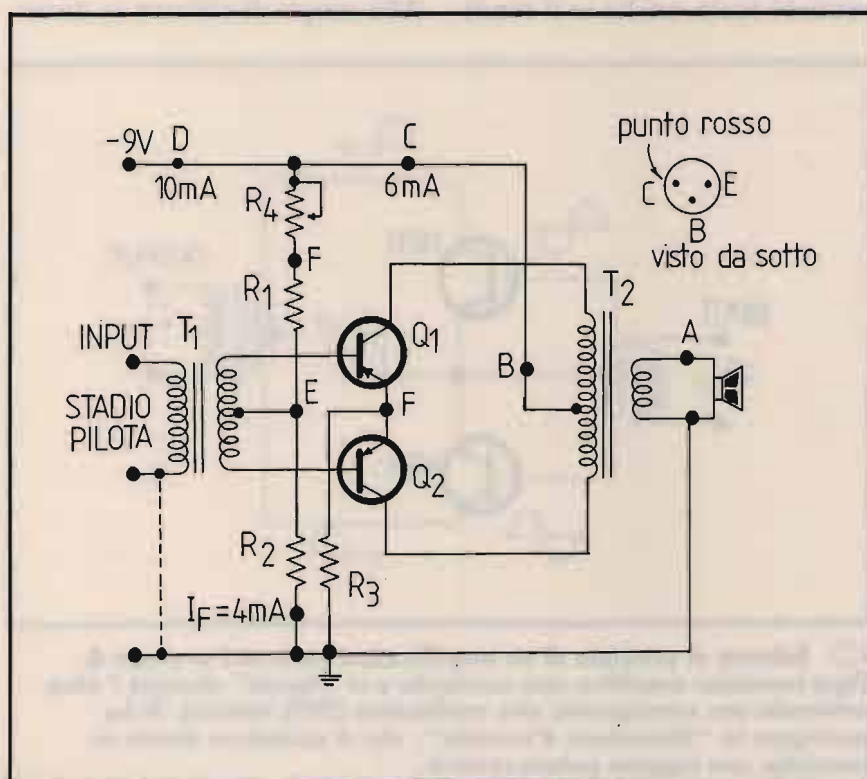 -9V D C
10mA 6mA
punto rosso
C E
B
visto da sotto
R4
F
R1
INPUT T1
Q1
T2
A
B
E F
STADIO
PILOTA
Q2
R2
R3
IF=4mA